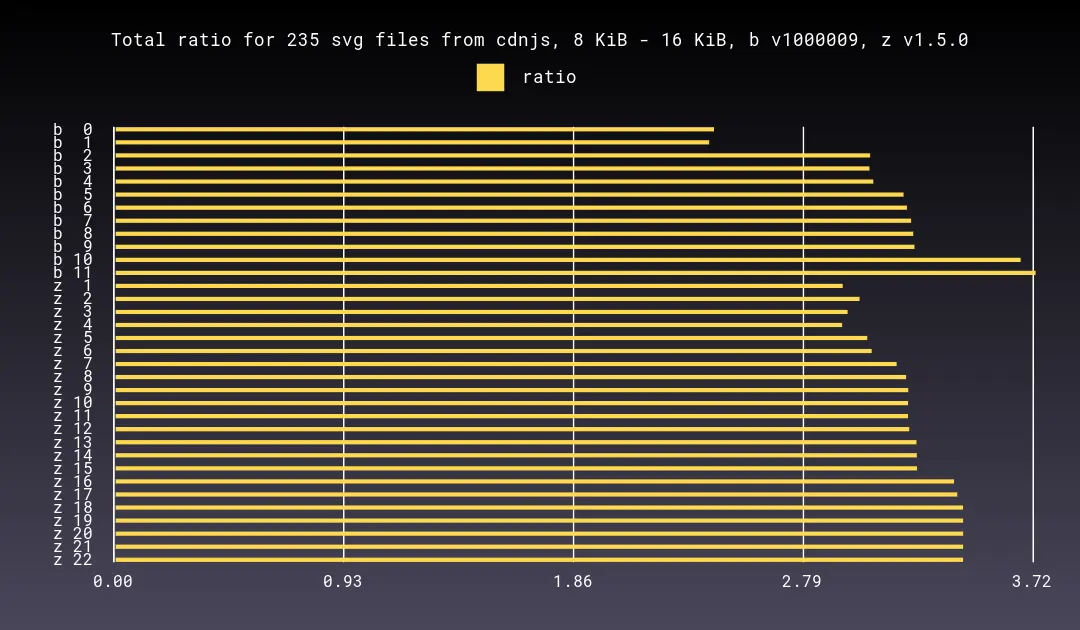 Total ratio for 235 svg files from cdnjs, 8 KiB - 16 KiB, b v1000009, z v1.5.0
ratio
b 0
b 1
b 2
b 3
b 4
b 5
b 6
b 7
b 8
b 9
b 10
b 11
z 1
z 2
z 3
z 4
z 5
z 6
z 7
z 8
z 9
z 10
z 11
z 12
z 13
z 14
z 15
z 16
z 17
z 18
z 19
z 20
z 21
z 22
0.00 0.93 1.86 2.79 3.72